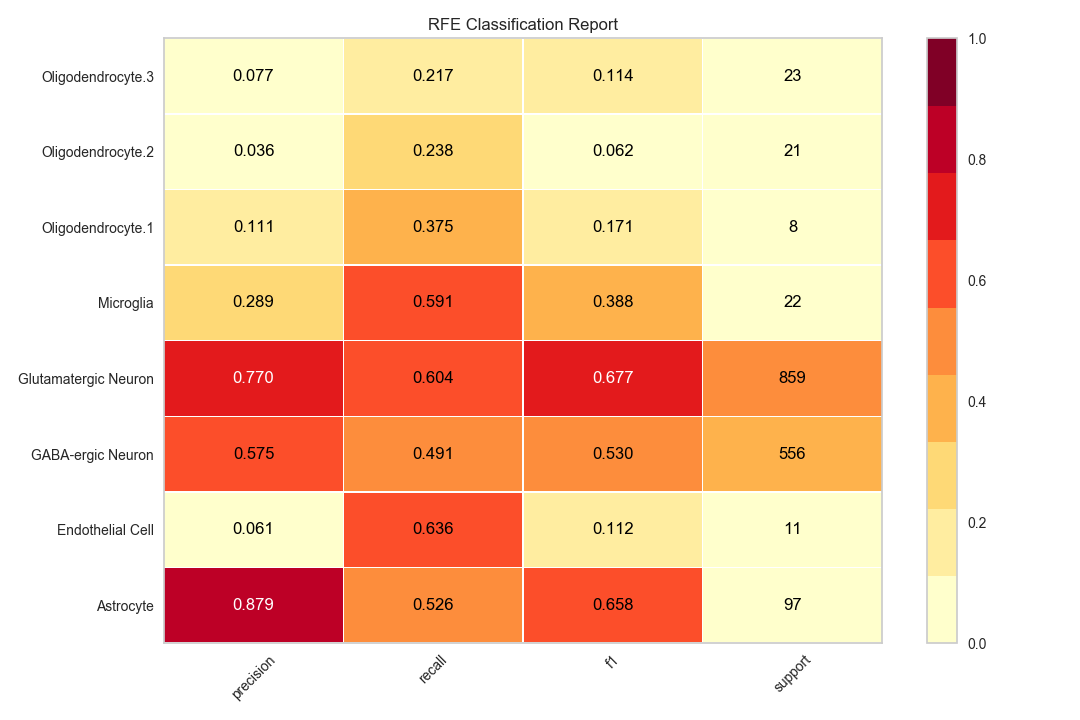 RFE Classification Report
Oligodendrocyte.3 0.077 0.217 0.114 23
Oligodendrocyte.2 0.036 0.238 0.062 21
Oligodendrocyte.1 0.111 0.375 0.171 8
Microglia 0.289 0.591 0.388 22
Glutamatergic Neuron 0.770 0.604 0.677 859
GABA-ergic Neuron 0.575 0.491 0.530 556
Endothelial Cell 0.061 0.636 0.112 11
Astrocyte 0.879 0.526 0.658 97
precision recall f1 support
1.0
0.8
0.6
0.4
0.2
0.0